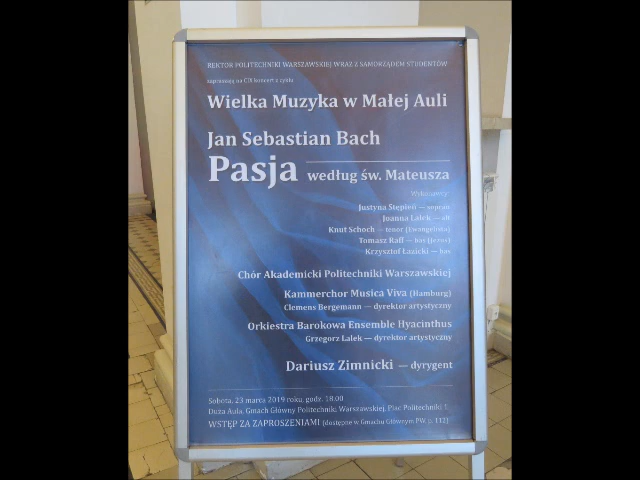 REKTOR POLITECHNIKI WARSZAWSKIEJ WRAZ Z SAMORZĄDEM STUDENTÓW
zapraszają na CIX koncert z cyklu
Wielka Muzyka w Małej Auli
Jan Sebastian Bach
Pasja według św. Mateusza
Wykonawcy:
Justyna Stępień — sopran
Joanna Lalek — alt
Knut Schoch — tenor (Ewangelista)
Tomasz Raff — bas (Jezus)
Krzysztof Łazicki — bas
Chór Akademicki Politechniki Warszawskiej
Kammerchor Musica Viva (Hamburg)
Clemens Bergemann — dyrektor artystyczny
Orkiestra Barokowa Ensemble Hyacinthus
Grzegorz Lalek — dyrektor artystyczny
Dariusz Zimnicki — dyrygent
Sobota, 23 marca 2019 roku, godz. 18.00
Duża Aula, Gmach Główny Politechniki Warszawskiej, Plac Politechniki 1
WSTĘP ZA ZAPROSZENIAMI (dostępne w Gmachu Głównym PW, p. 112)